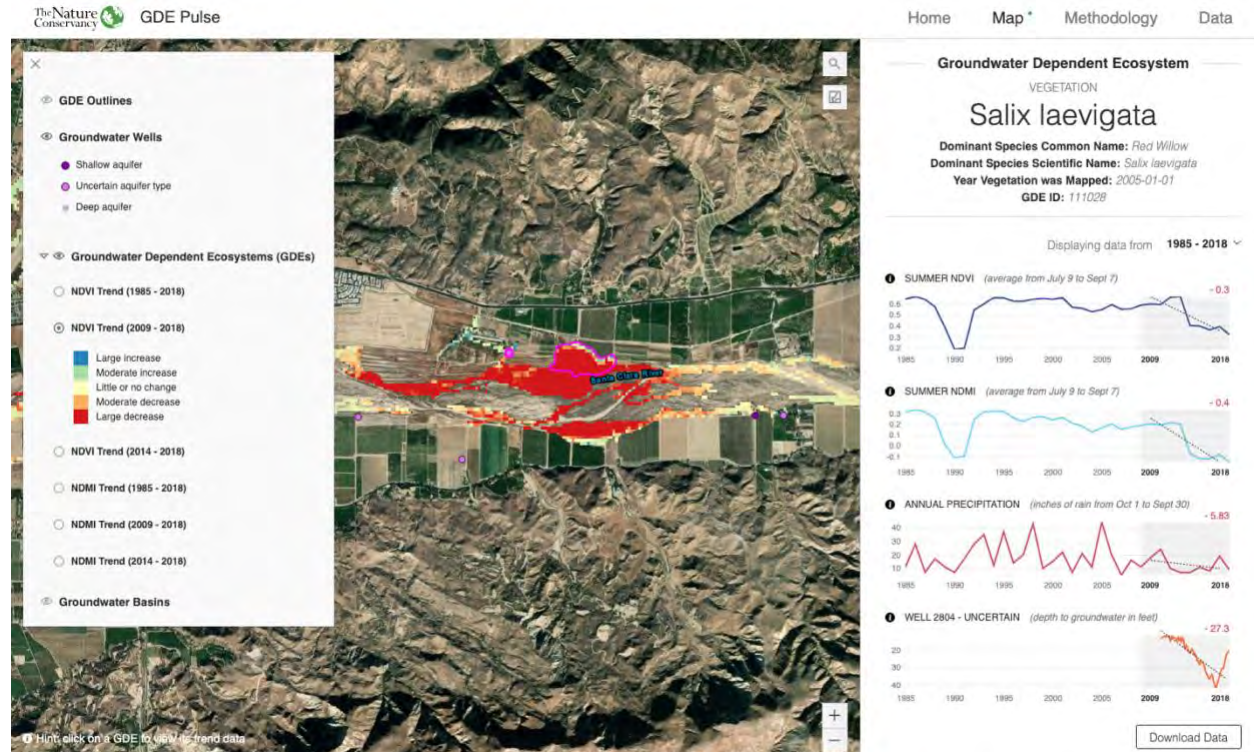 The Nature
Conservancy
GDE Pulse
Home Map Methodology Data
GDE Outlines
Groundwater Wells
Shallow aquifer
Uncertain aquifer type
Deep aquifer
Groundwater Dependent Ecosystems (GDEs)
NDVI Trend (1985 - 2018)
NDVI Trend (2009 - 2018)
Large increase
Moderate increase
Little or no change
Moderate decrease
Large decrease
NDVI Trend (2014 - 2018)
NDMI Trend (1985 - 2018)
NDMI Trend (2009 - 2018)
NDMI Trend (2014 - 2018)
Groundwater Basins
Santa Clara River
Hint: click on a GDE to view its trend data
+
−
Groundwater Dependent Ecosystem
VEGETATION
Salix laevigata
Dominant Species Common Name: Red Willow
Dominant Species Scientific Name: Salix laevigata
Year Vegetation was Mapped: 2005-01-01
GDE ID: 111028
Displaying data from 1985 - 2018
SUMMER NDVI (average from July 9 to Sept 7)
- 0.3
0.6
0.5
0.4
0.3
0.2
1985 1990 1995 2000 2005 2009 2018
SUMMER NDMI (average from July 9 to Sept 7)
- 0.4
0.3
0.2
0.1
0.0
-0.1
1985 1990 1995 2000 2005 2009 2018
ANNUAL PRECIPITATION (inches of rain from Oct 1 to Sept 30)
- 5.83
40
30
20
10
1985 1990 1995 2000 2005 2009 2018
WELL 2804 - UNCERTAIN (depth to groundwater in feet)
- 27.3
20
30
40
1985 1990 1995 2000 2005 2009 2018
Download Data